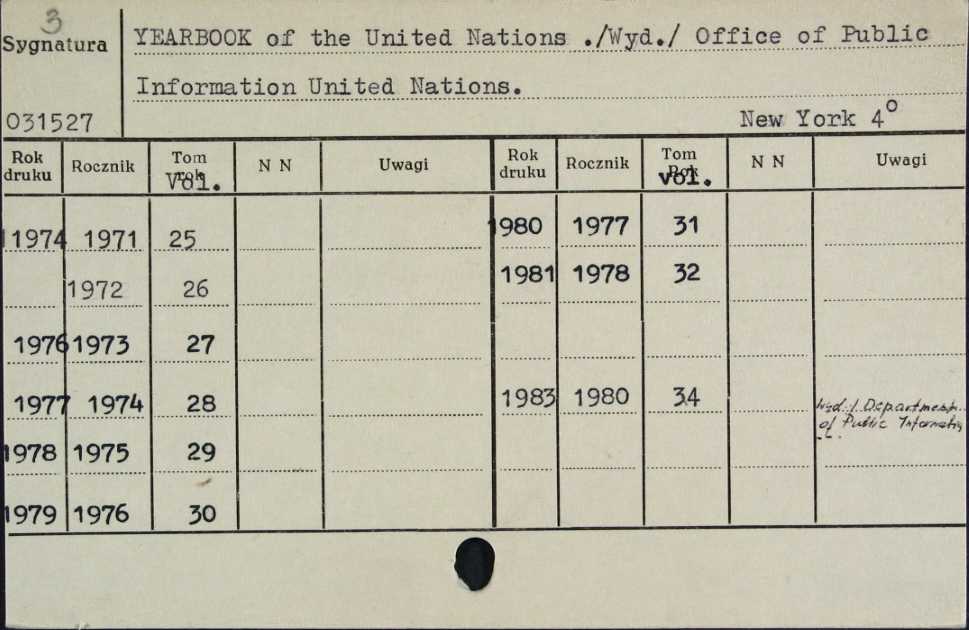 3
Sygnatura
YEARBOOK of the United Nations ./Wyd./ Office of Public
Information United Nations.
031527
New York 4°
Rok druku Rocznik Tom rok Vol. N N Uwagi
1974 1971 25
1972 26
1976 1973 27
1977 1974 28
1978 1975 29
1979 1976 30
Rok druku Rocznik Tom Rok vol. N N Uwagi
1980 1977 31
1981 1978 32
1983 1980 34
Wyd. /. Department
of Public